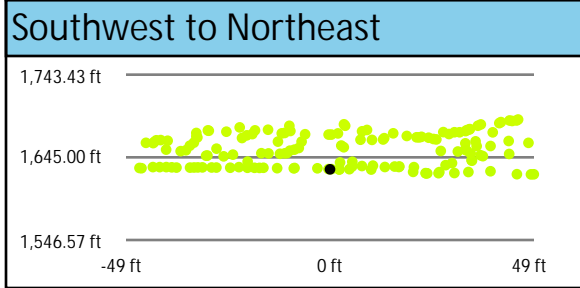 Southwest to Northeast
1,743.43 ft
1,645.00 ft
1,546.57 ft
-49 ft 0 ft 49 ft